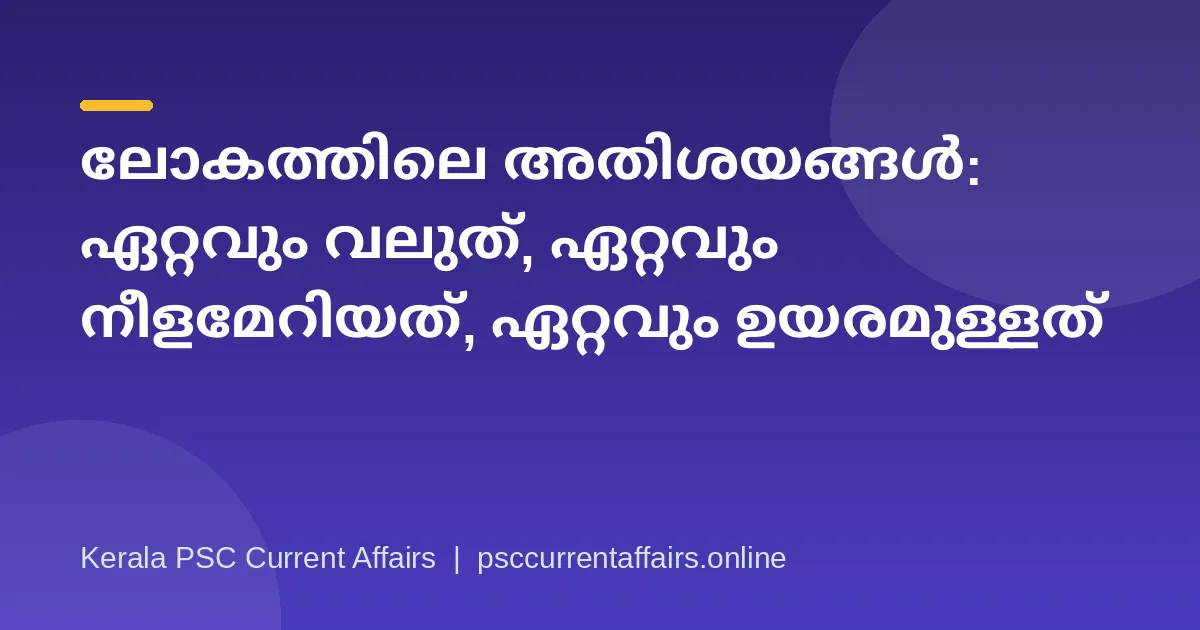 ലോകത്തിലെ അതിശയങ്ങൾ:
ഏറ്റവും വലുത്, ഏറ്റവും
നീളമേറിയത്, ഏറ്റവും ഉയരമുള്ളത്
Kerala PSC Current Affairs | psccurrentaffairs.online